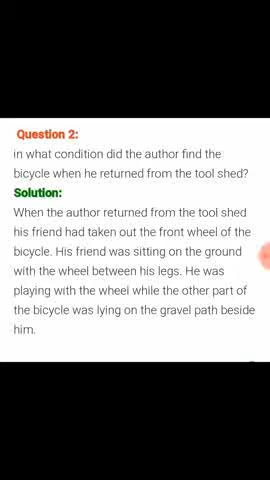 Question 2:
in what condition did the author find the
bicycle when he returned from the tool shed?
Solution:
When the author returned from the tool shed
his friend had taken out the front wheel of the
bicycle. His friend was sitting on the ground
with the wheel between his legs. He was
playing with the wheel while the other part of
the bicycle was lying on the gravel path beside
him.